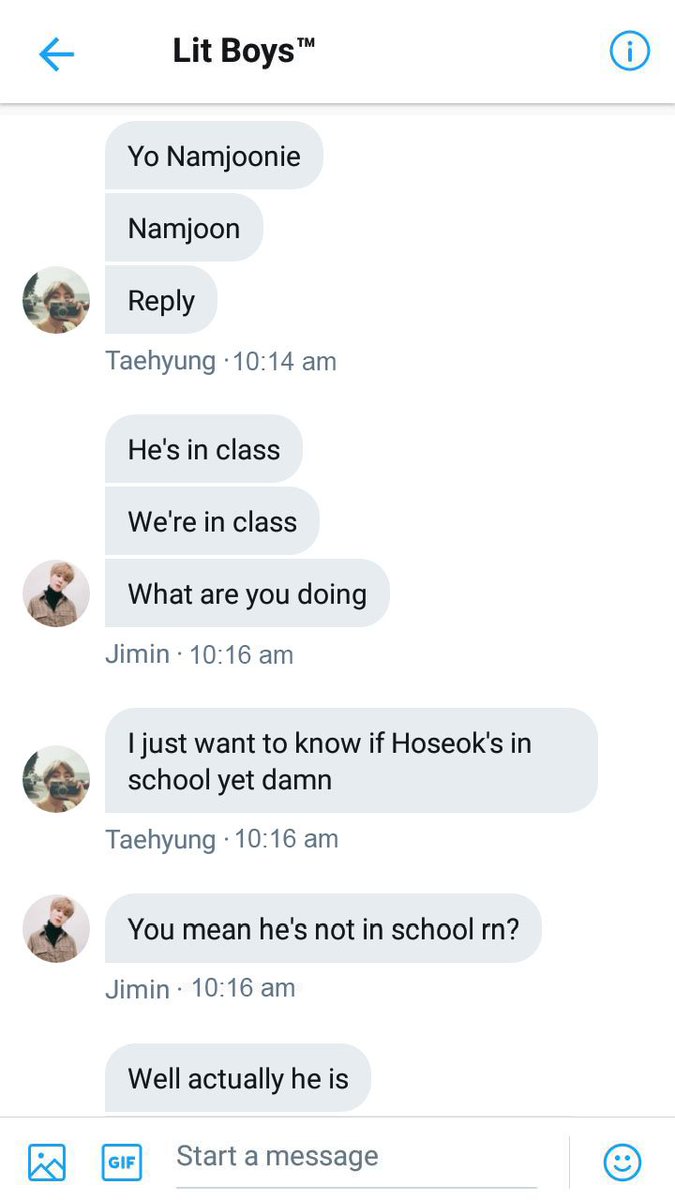 Lit Boys™
Yo Namjoonie
Namjoon
Reply
Taehyung · 10:14 am
He's in class
We're in class
What are you doing
Jimin · 10:16 am
I just want to know if Hoseok's in
school yet damn
Taehyung · 10:16 am
You mean he's not in school rn?
Jimin · 10:16 am
Well actually he is
GIF
Start a message